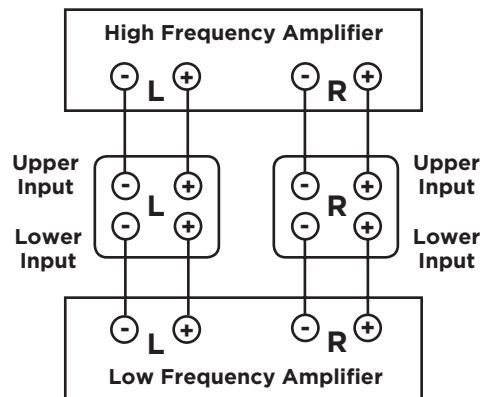 High Frequency Amplifier
- L + - R +
Upper
Input
- L + - R +
Upper
Input
Lower
Input
- + - +
Lower
Input
- L + - R +
Low Frequency Amplifier